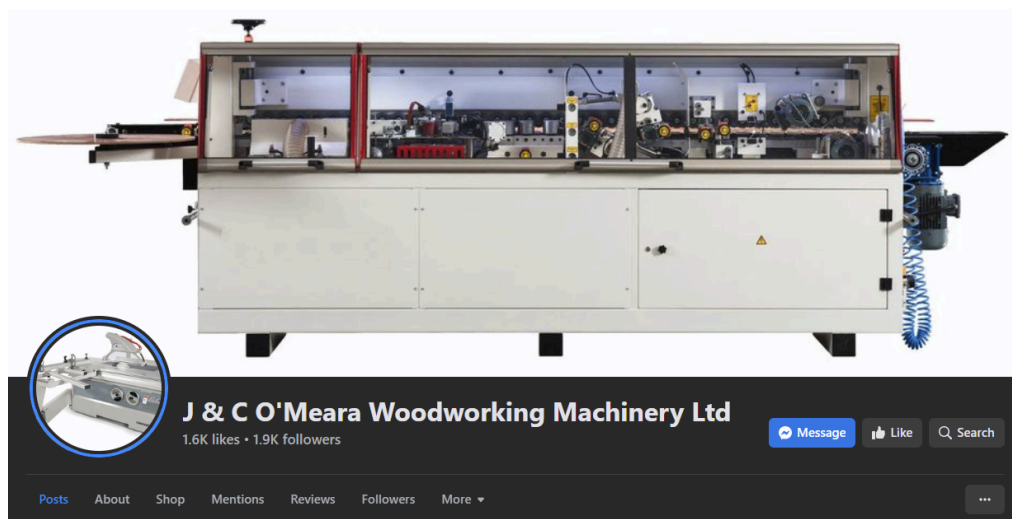 J & C O'Meara Woodworking Machinery Ltd
1.6K likes • 1.9K followers
Message
Like
Search
Posts
About
Shop
Mentions
Reviews
Followers
More